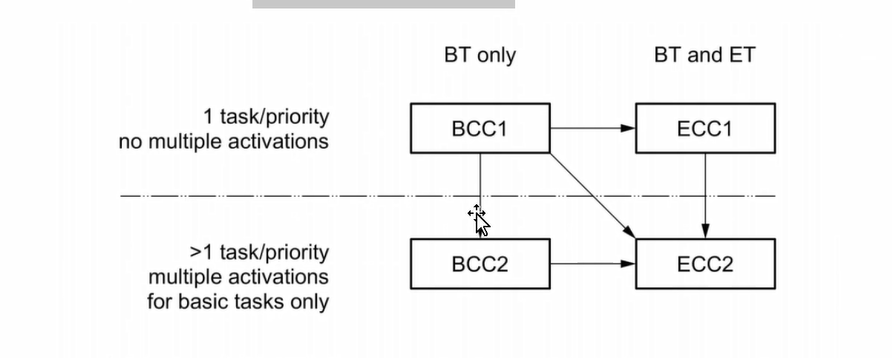 BT only
BT and ET
1 task/priority
no multiple activations
BCC1
ECC1
>1 task/priority
multiple activations
for basic tasks only
BCC2
ECC2